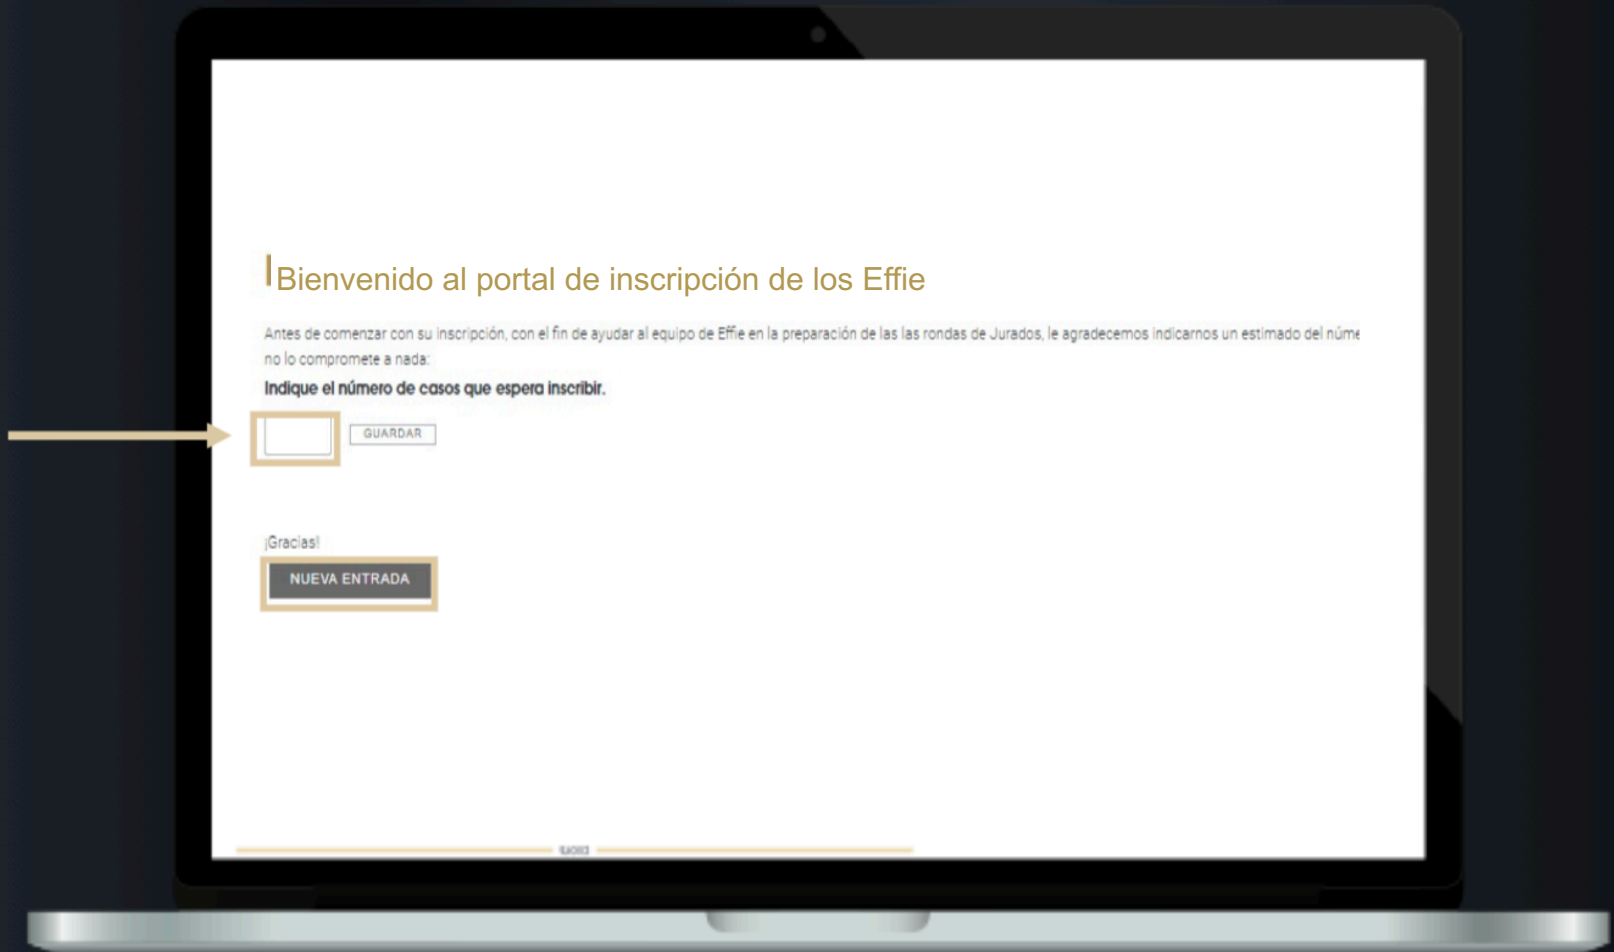 Bienvenido al portal de inscripción de los Effie
Antes de comenzar con su inscripción, con el fin de ayudar al equipo de Effie en la preparación de las las rondas de Jurados, le agradecemos indicarnos un estimado del núme
no lo compromete a nada:
Indique el número de casos que espera inscribir.
GUARDAR
¡Gracias!
NUEVA ENTRADA